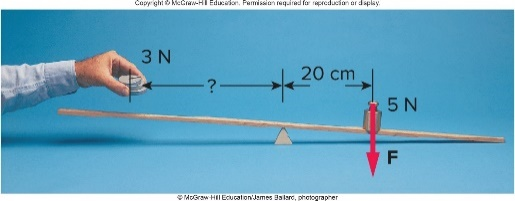 Copyright © McGraw-Hill Education. Permission required for reproduction or display.
3 N
?
20 cm
5 N
F
© McGraw-Hill Education/James Ballard, photographer